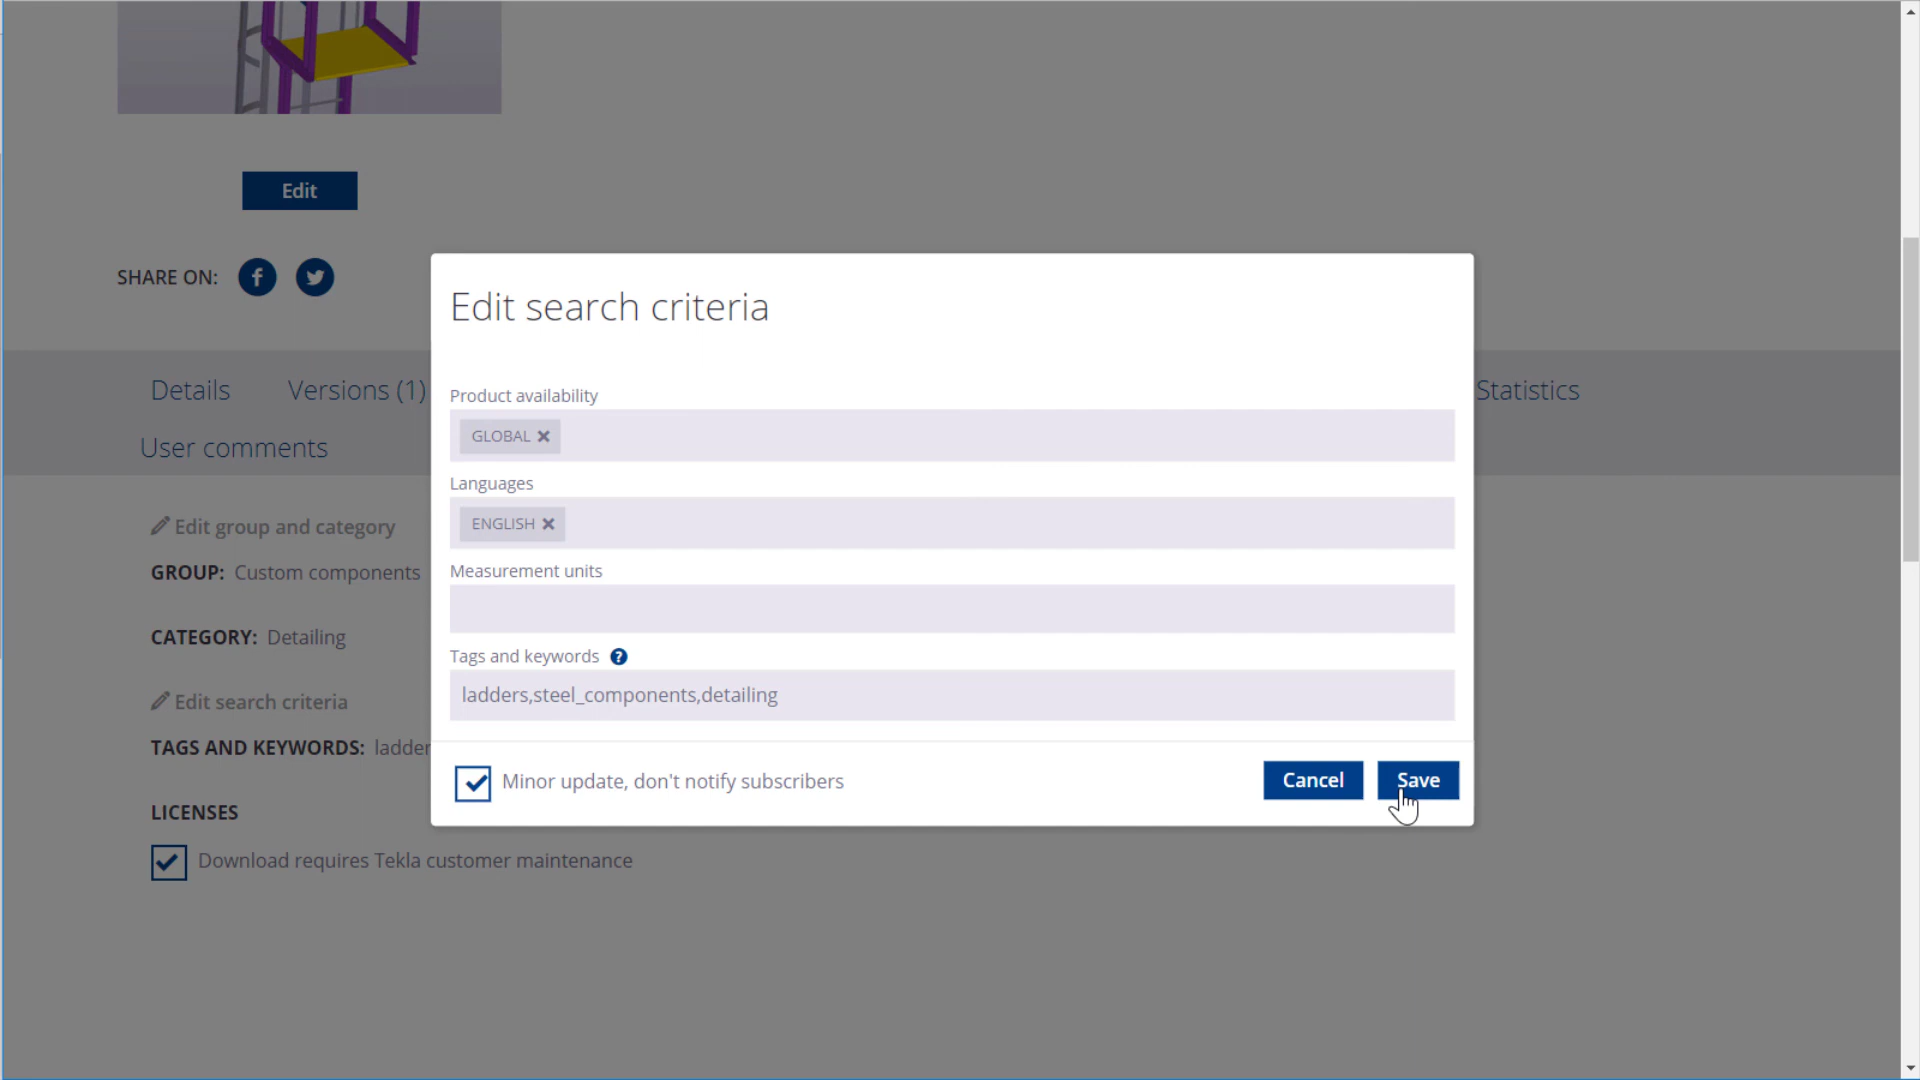 Edit
SHARE ON:
Edit search criteria
Product availability
GLOBAL
Details Versions (1) Statistics
User comments
Languages
ENGLISH
Edit group and category
GROUP: Custom components
Measurement units
CATEGORY: Detailing
Tags and keywords ?
ladders,steel_components,detailing
Edit search criteria
TAGS AND KEYWORDS: ladder
Minor update, don't notify subscribers
Cancel Save
LICENSES
Download requires Tekla customer maintenance